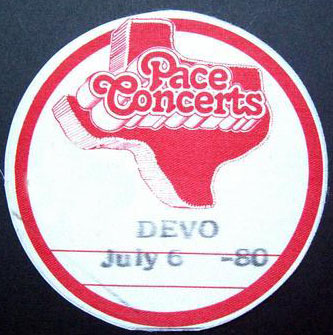 Pace
Concerts
DEVO
July 6 -80